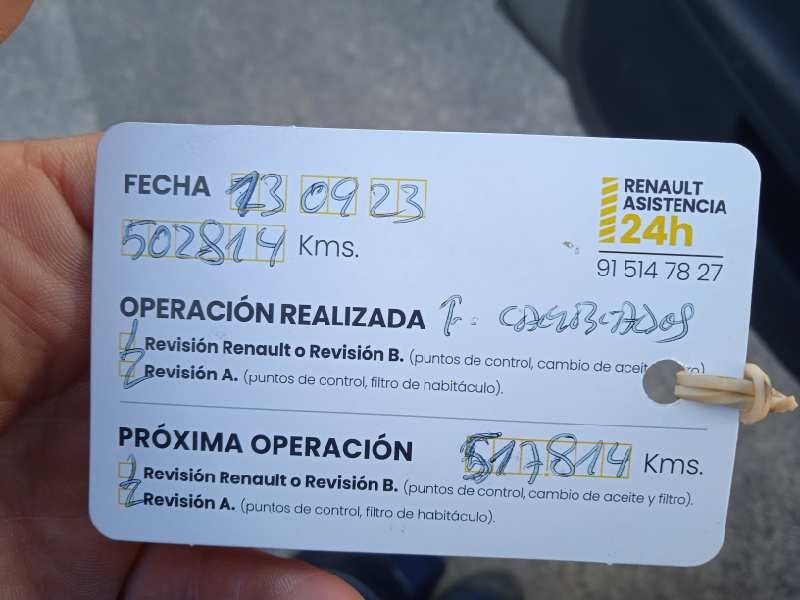 FECHA 13 09 23
502814 Kms.
RENAULT
ASISTENCIA
24h
91 514 78 27
OPERACIÓN REALIZADA
Revisión Renault o Revisión B. (puntos de control, cambio de aceite y filtro).
Revisión A. (puntos de control, filtro de habitáculo).
PRÓXIMA OPERACIÓN 517.814 Kms.
Revisión Renault o Revisión B. (puntos de control, cambio de aceite y filtro).
Revisión A. (puntos de control, filtro de habitáculo).